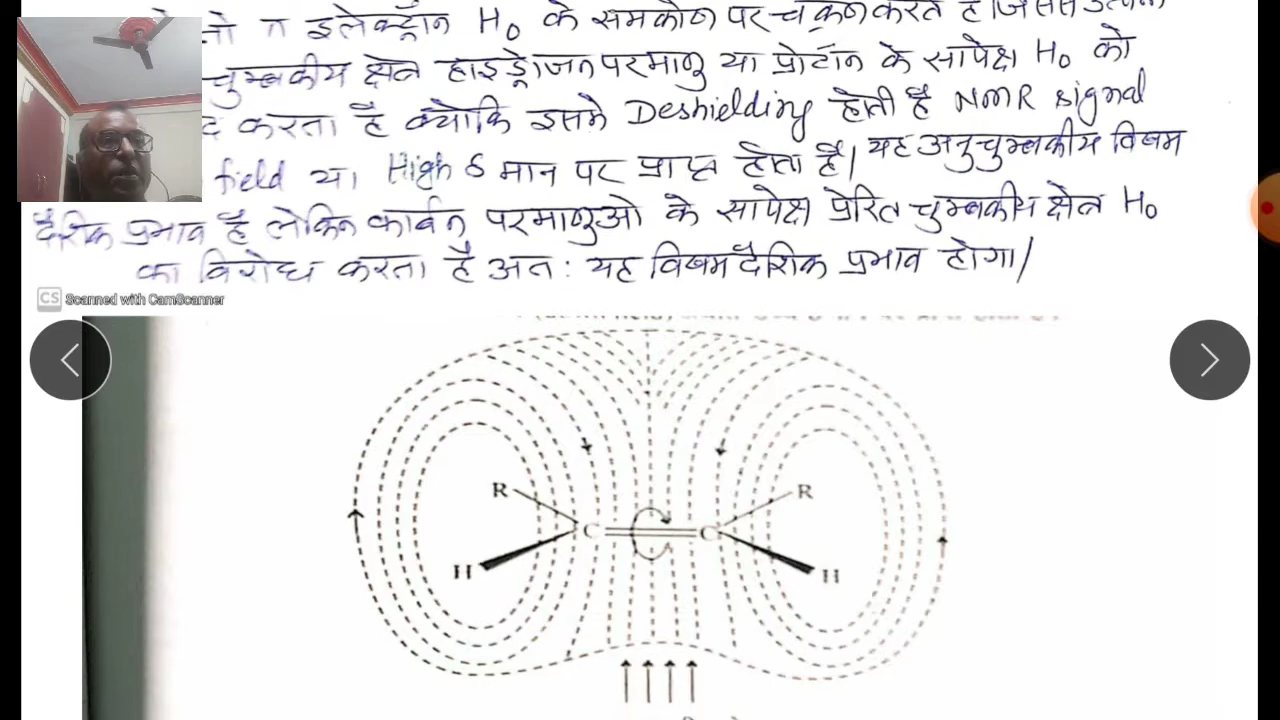 π इलेक्ट्रॉन H₀ के समकोण पर चक्रण करते है जिससे
चुम्बकीय क्षेत्र हाइड्रोजन परमाणु या प्रोटॉन के सापेक्ष H₀ को
करता है क्योकि इसमे Deshielding होती है NMR signal
field या High δ मान पर प्राप्त होता है। यह अनुचुम्बकीय विषम
दैशिक प्रभाव है लेकिन कार्बन परमाणुओ के सापेक्ष प्रेरित चुम्बकीय क्षेत्र H₀
का विरोध करता है अत: यह विषमदैशिक प्रभाव होगा।
CS Scanned with CamScanner
R R
C C
H H